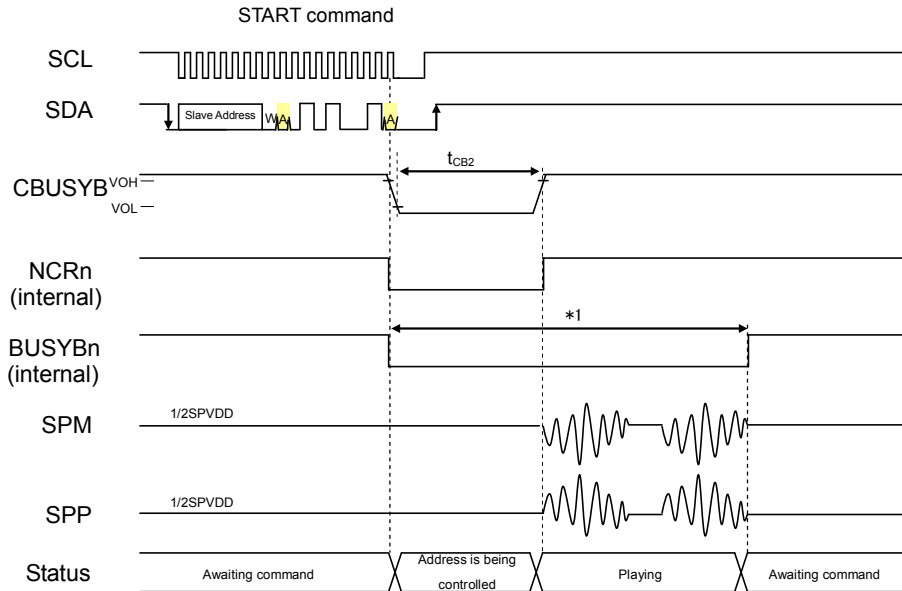 START command
SCL
SDA
Slave Address
W
A
A
tCB2
CBUSYB
VOH
VOL
NCRn
(internal)
*1
BUSYBn
(internal)
SPM
1/2SPVDD
SPP
1/2SPVDD
Status
Awaiting command
Address is being
controlled
Playing
Awaiting command